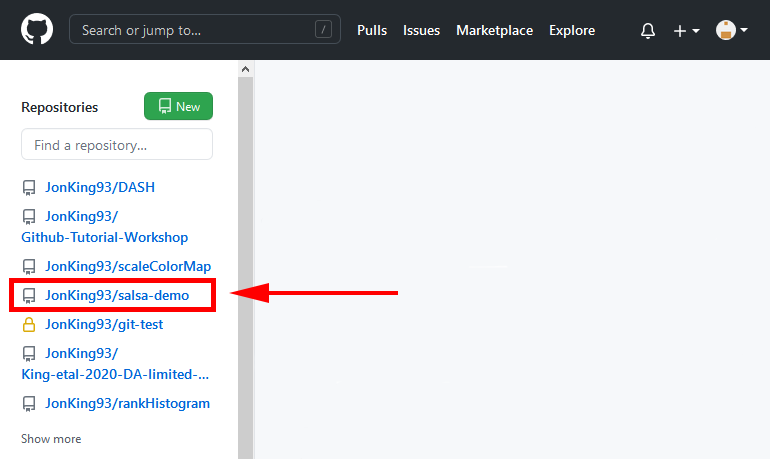 Search or jump to... /
Pulls Issues Marketplace Explore
Repositories
New
Find a repository...
JonKing93/DASH
JonKing93/
Github-Tutorial-Workshop
JonKing93/scaleColorMap
JonKing93/salsa-demo
JonKing93/git-test
JonKing93/
King-etal-2020-DA-limited-...
JonKing93/rankHistogram
Show more